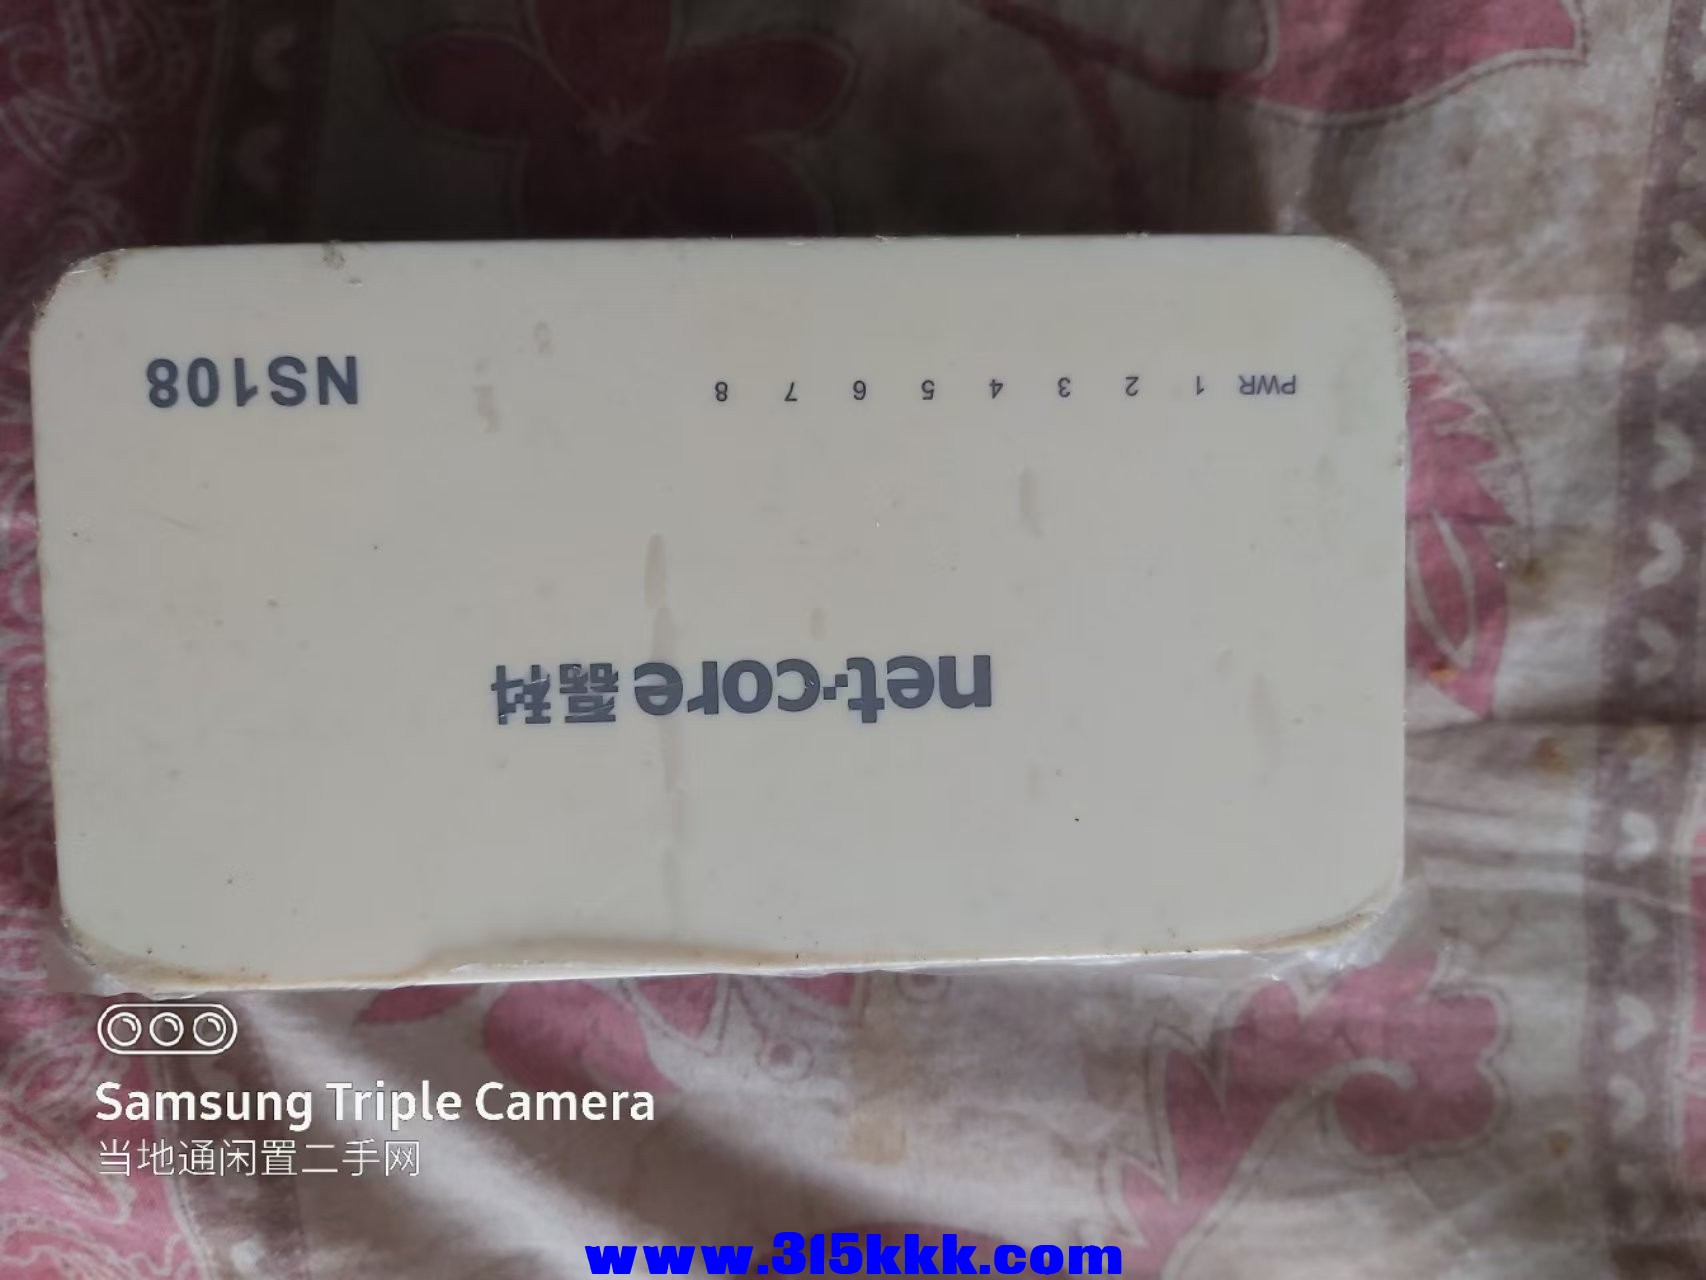 net-core 磊科
PWR 1 2 3 4 5 6 7 8
NS108
Samsung Triple Camera
当地通闲置二手网
www.315kkk.com